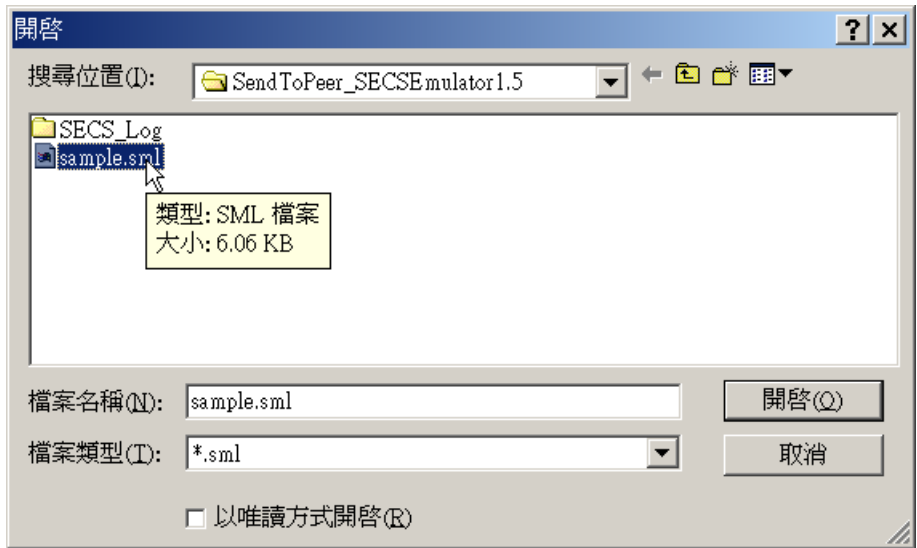 開啓
搜尋位置(I): SendToPeer_SECSEmulator1.5
SECS_Log
sample.sml
類型: SML 檔案
大小: 6.06 KB
檔案名稱(N): sample.sml 開啓(O)
檔案類型(T): *.sml 取消
以唯讀方式開啓(R)